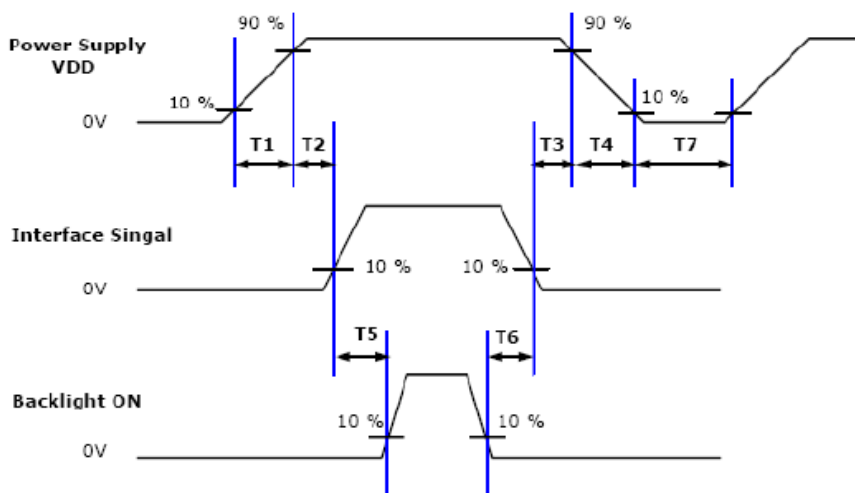 90 %
90 %
Power Supply
VDD
10 %
10 %
0V
T1
T2
T3
T4
T7
Interface Singal
10 %
10 %
0V
T5
T6
Backlight ON
10 %
10 %
0V